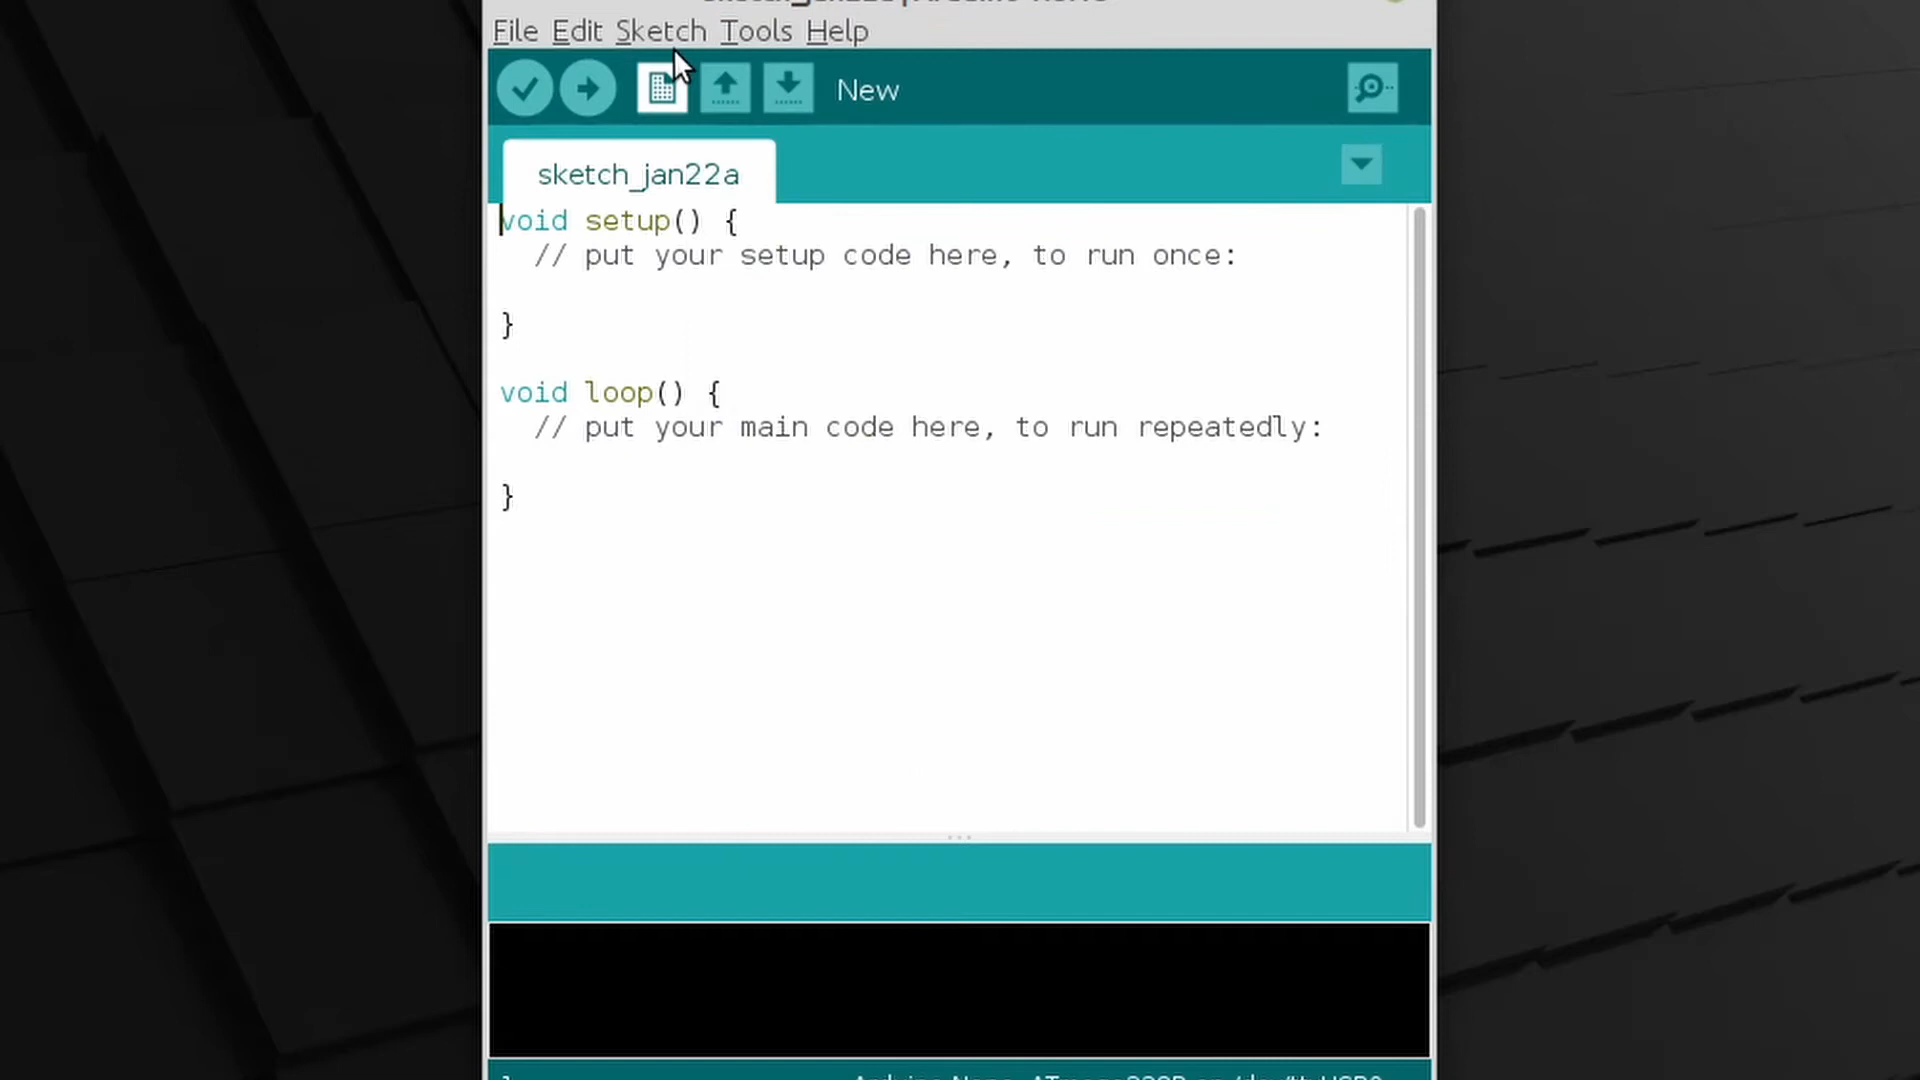 File Edit Sketch Tools Help
New
sketch_jan22a
void setup() {
  // put your setup code here, to run once:
}
void loop() {
  // put your main code here, to run repeatedly:
}